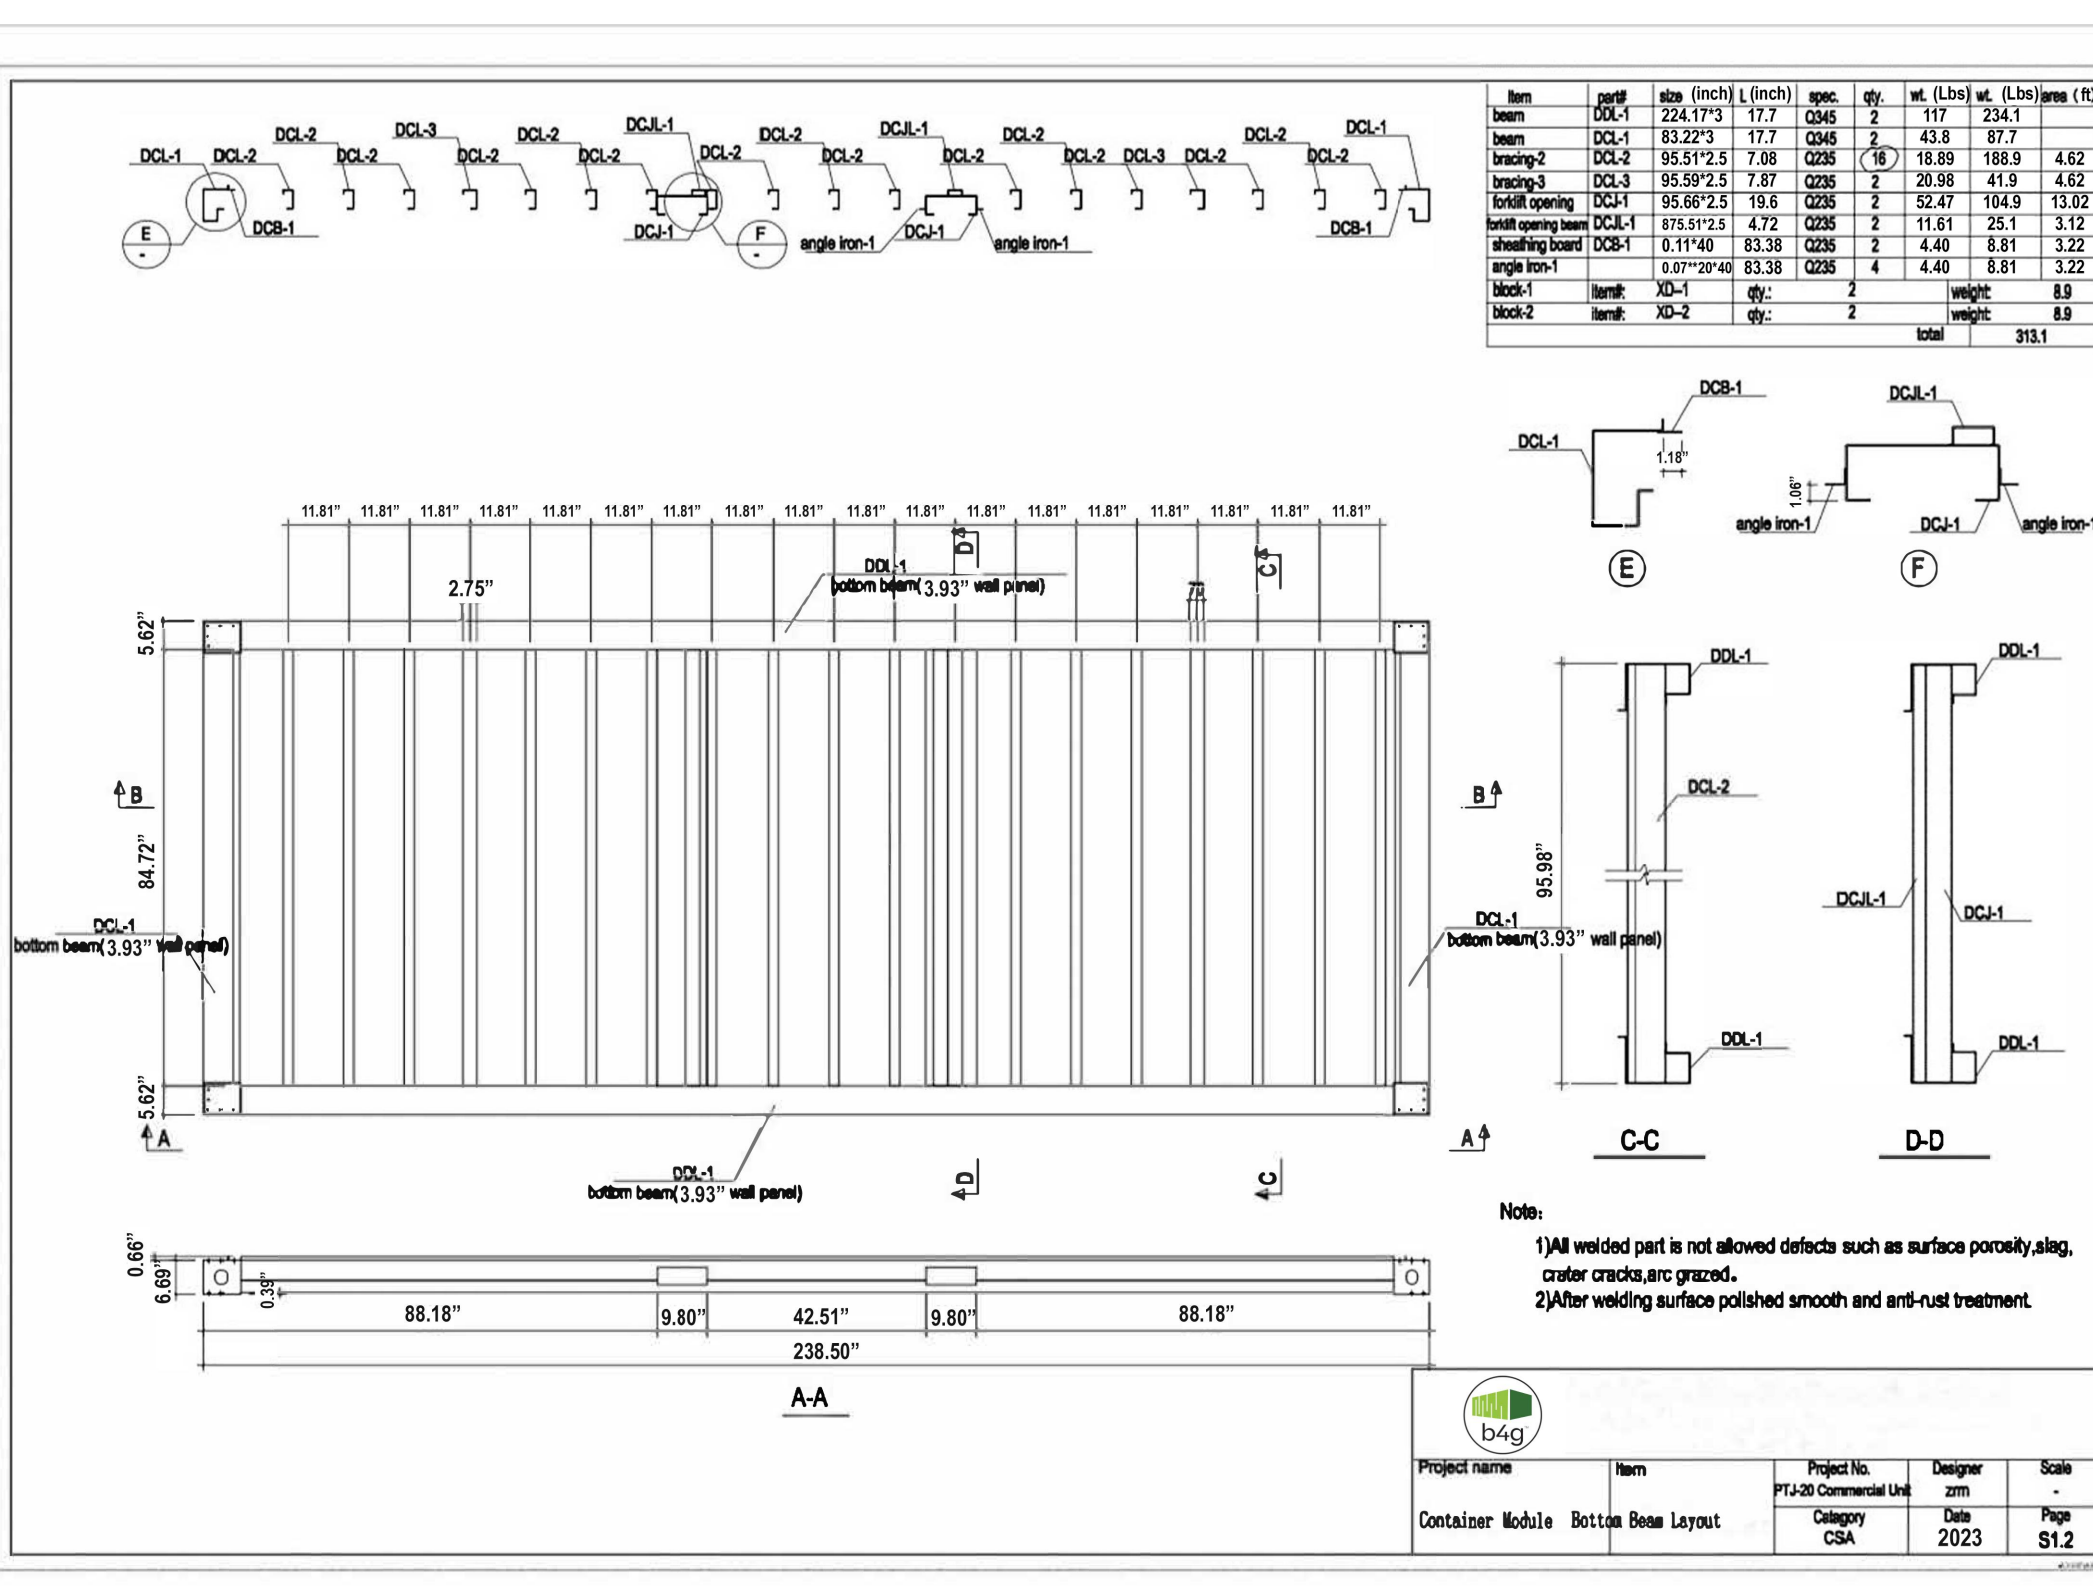 DCL-1 DCL-2 DCL-2 DCL-2 DCL-3 DCL-2 DCL-2 DCL-2 DCJL-1 DCL-2 DCL-2 DCL-2 DCJL-1 DCL-2 DCL-2 DCL-2 DCL-3 DCL-2 DCL-2 DCL-2 DCL-1
E
-
DCB-1
DCJ-1
F
-
angle iron-1 DCJ-1 angle iron-1
DCB-1
item part# size (inch) L (inch) spec. qty. wt. (Lbs) wt. (Lbs) area (ft
beam DDL-1 224.17*3 17.7 Q345 2 117 234.1
beam DCL-1 83.22*3 17.7 Q345 2 43.8 87.7
bracing-2 DCL-2 95.51*2.5 7.08 Q235 16 18.89 188.9 4.62
bracing-3 DCL-3 95.59*2.5 7.87 Q235 2 20.98 41.9 4.62
forklift opening DCJ-1 95.66*2.5 19.6 Q235 2 52.47 104.9 13.02
forklift opening beam DCJL-1 875.51*2.5 4.72 Q235 2 11.61 25.1 3.12
sheathing board DCB-1 0.11*40 83.38 Q235 2 4.40 8.81 3.22
angle iron-1 0.07**20*40 83.38 Q235 4 4.40 8.81 3.22
block-1 item#: XD-1 qty.: 2 weight: 8.9
block-2 item#: XD-2 qty.: 2 weight: 8.9
total 313.1
DCB-1
DCL-1
1.18”
E
DCJL-1
1.06”
angle iron-1 DCJ-1 angle iron-1
F
11.81” 11.81” 11.81” 11.81” 11.81” 11.81” 11.81” 11.81” 11.81” 11.81” 11.81” 11.81” 11.81” 11.81” 11.81” 11.81” 11.81” 11.81”
D
C
DDL-1
bottom beam(3.93” wall panel)
2.75”
5.62”
B
B
84.72”
DCL-1
bottom beam(3.93” wall panel)
DCL-1
bottom beam(3.93” wall panel)
5.62”
A
A
DDL-1
bottom beam(3.93” wall panel)
D
C
0.66”
6.69”
0.39”
88.18” 9.80” 42.51” 9.80” 88.18”
238.50”
A-A
95.98”
DDL-1
DCL-2
DDL-1
C-C
DDL-1
DCJL-1
DCJ-1
DDL-1
D-D
Note:
1)All welded part is not allowed defects such as surface porosity,slag,
crater cracks,arc grazed.
2)After welding surface polished smooth and anti-rust treatment.
b4g
Project name Item Project No. Designer Scale
PTJ-20 Commercial Unit zrm -
Container Module Bottom Beam Layout
Catagory Date Page
CSA 2023 S1.2